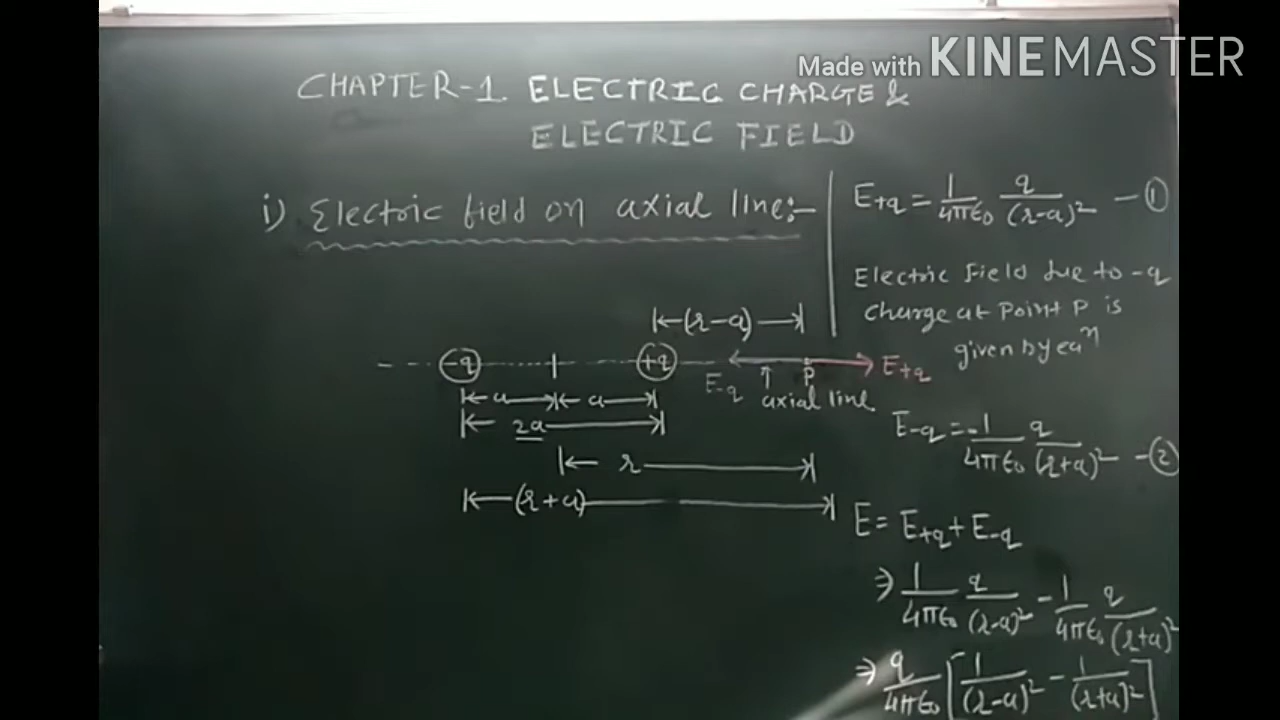 Made with KINEMASTER
CHAPTER-1. ELECTRIC CHARGE &
ELECTRIC FIELD
i) Electric field on axial line:-
(r-a)
-q +q E-q P E+q
axial line
a a
2a
r
(r+a)
E+q = 1/4πϵ0 q/(r-a)² - ①
Electric Field due to -q
charge at Point P is
given by eqⁿ
E-q = -1/4πϵ0 q/(r+a)² - ②
E = E+q + E-q
⇒ 1/4πϵ0 q/(r-a)² - 1/4πϵ0 q/(r+a)²
⇒ q/4πϵ0 [1/(r-a)² - 1/(r+a)²]